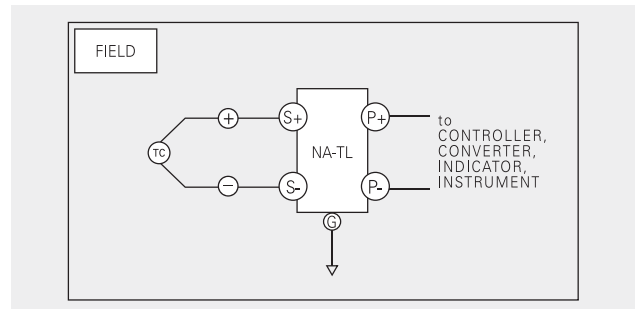 FIELD
+
S+
P+
to
CONTROLLER,
CONVERTER,
INDICATOR,
INSTRUMENT
TC
NA-TL
−
S-
P-
G